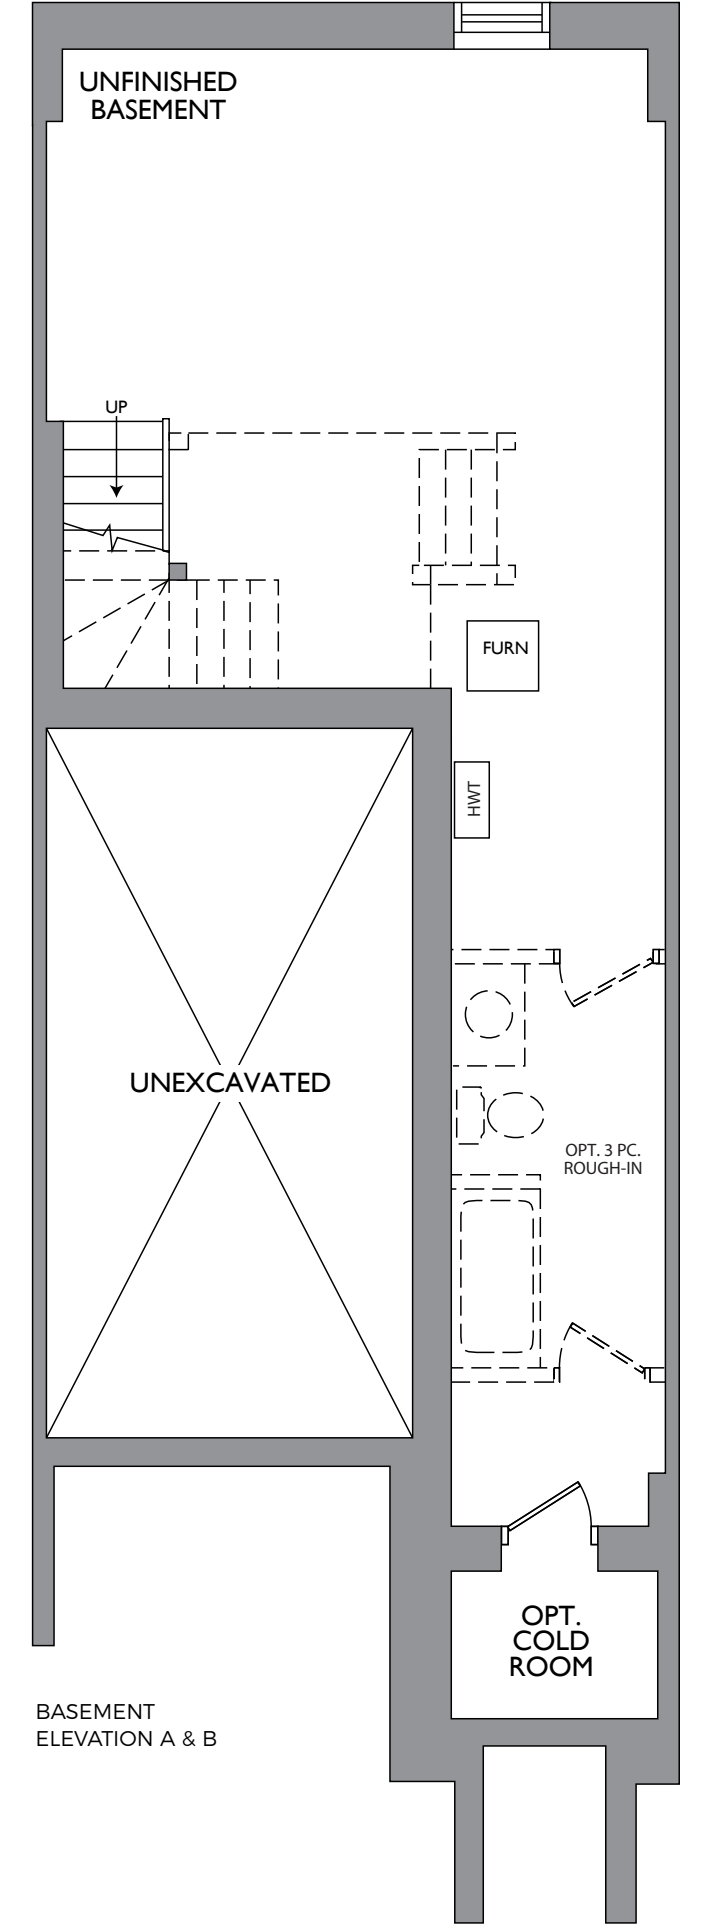 UNFINISHED
BASEMENT
UP
FURN
HWT
UNEXCAVATED
OPT. 3 PC.
ROUGH-IN
OPT.
COLD
ROOM
BASEMENT
ELEVATION A & B